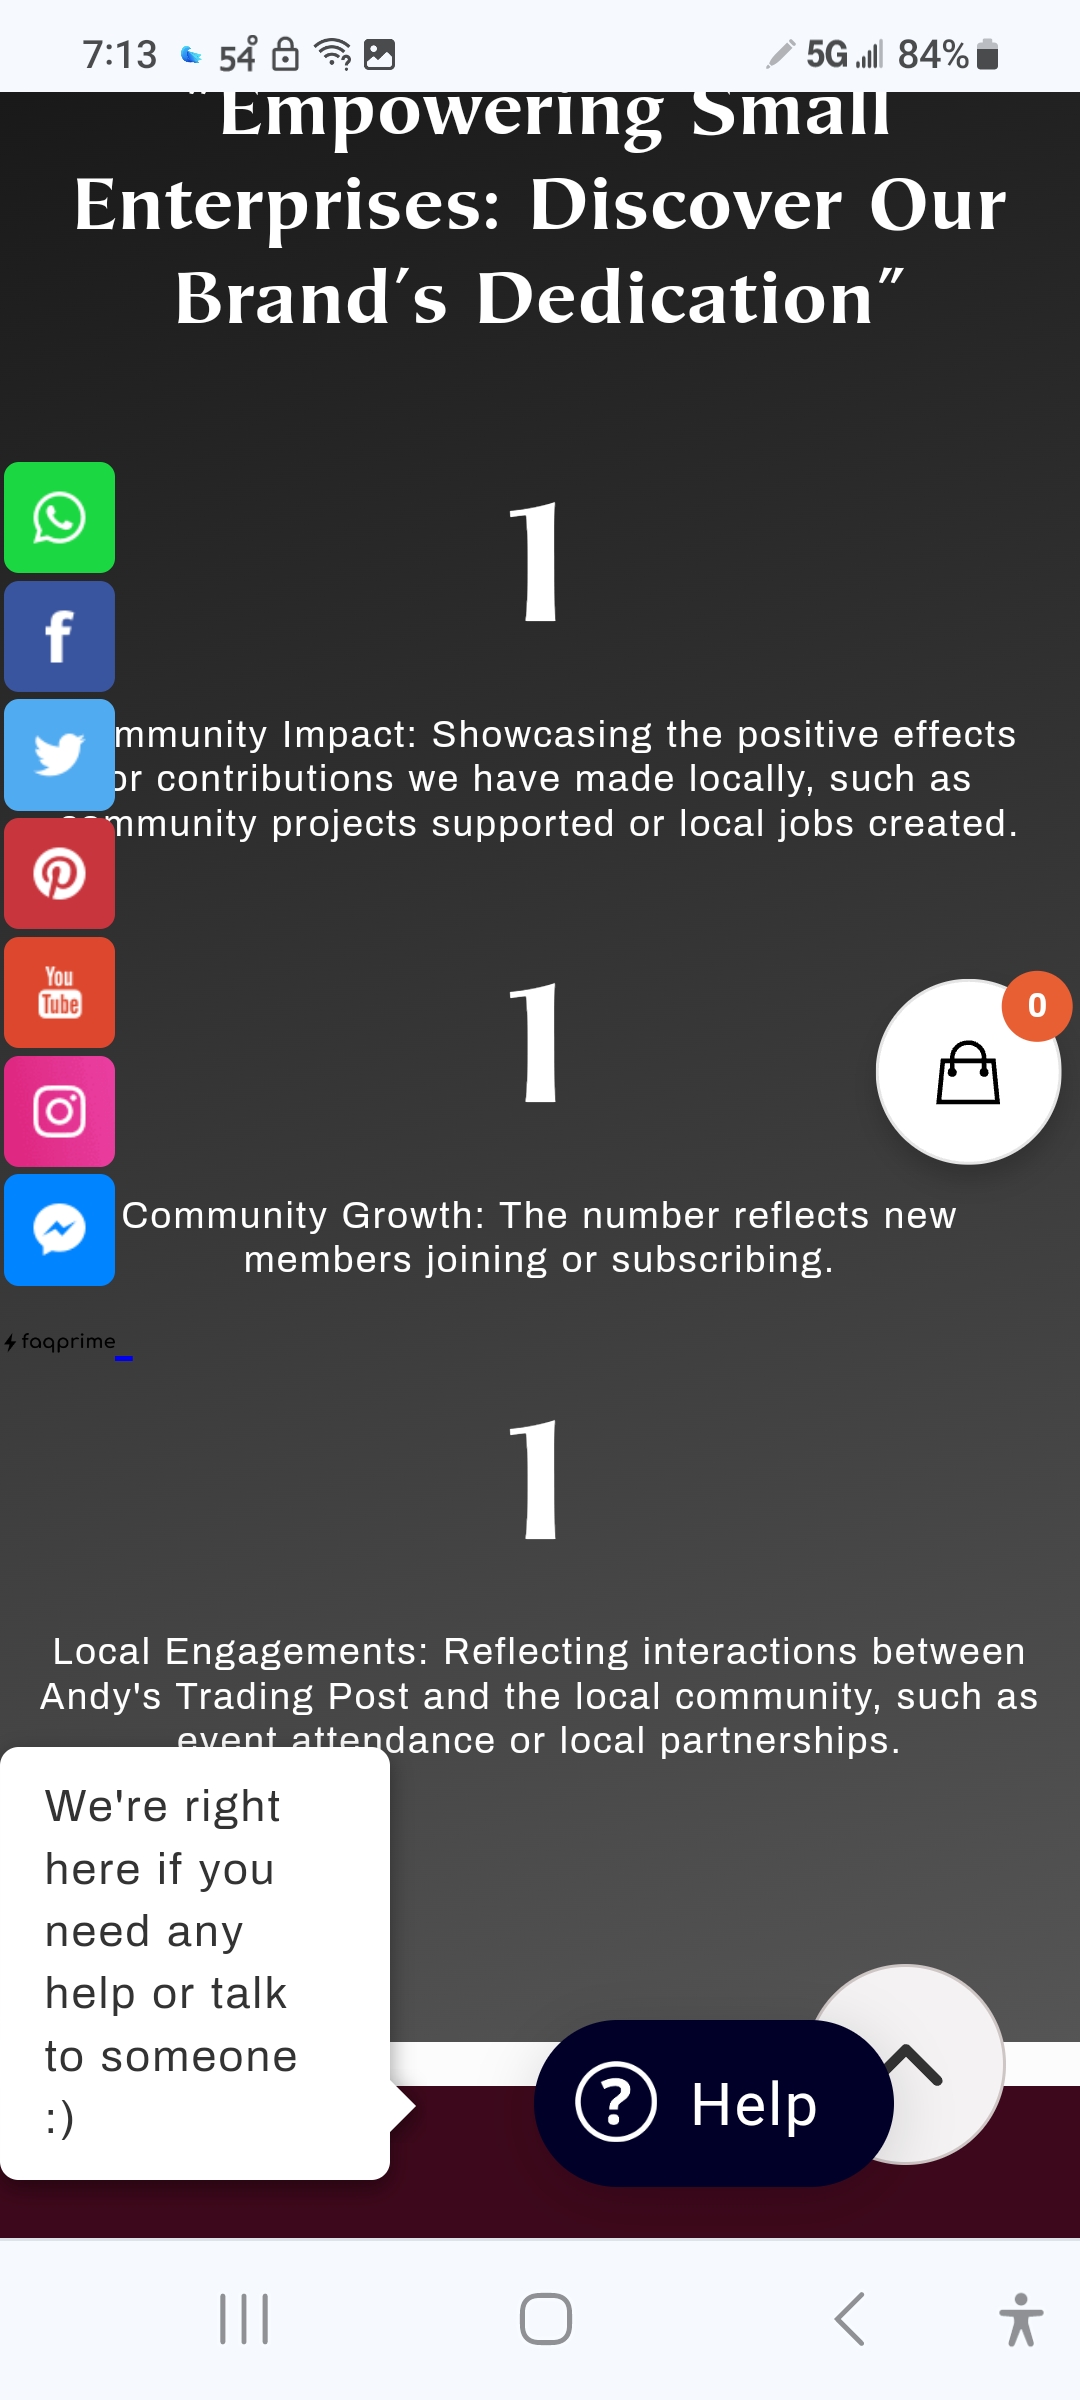 7:13 54° 5G 84%
"Empowering Small
Enterprises: Discover Our
Brand's Dedication"
1
mmunity Impact: Showcasing the positive effects
or contributions we have made locally, such as
community projects supported or local jobs created.
You
Tube
1
0
Community Growth: The number reflects new
members joining or subscribing.
faqprime
1
Local Engagements: Reflecting interactions between
Andy's Trading Post and the local community, such as
event attendance or local partnerships.
We're right
here if you
need any
help or talk
to someone
:)
? Help